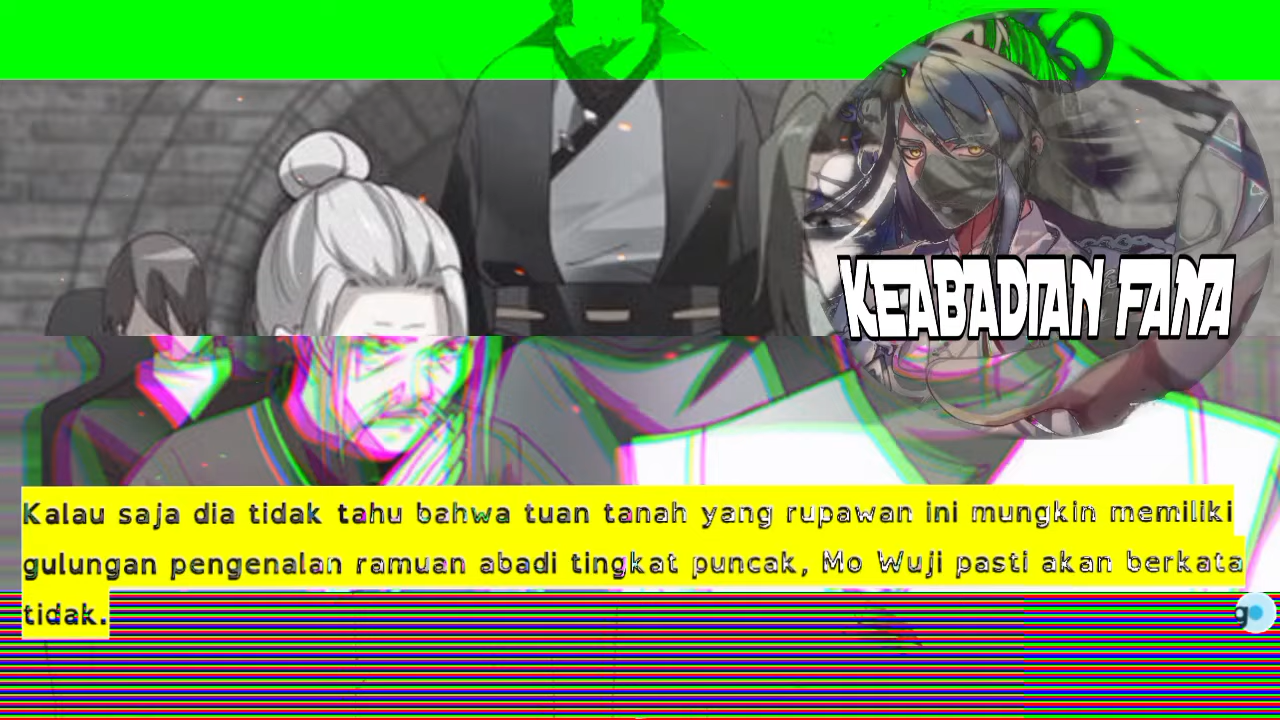 KEABADIAN FANA
Kalau saja dia tidak tahu bahwa tuan tanah yang rupawan ini mungkin memiliki
gulungan pengenalan ramuan abadi tingkat puncak, Mo Wuji pasti akan berkata
tidak.
go